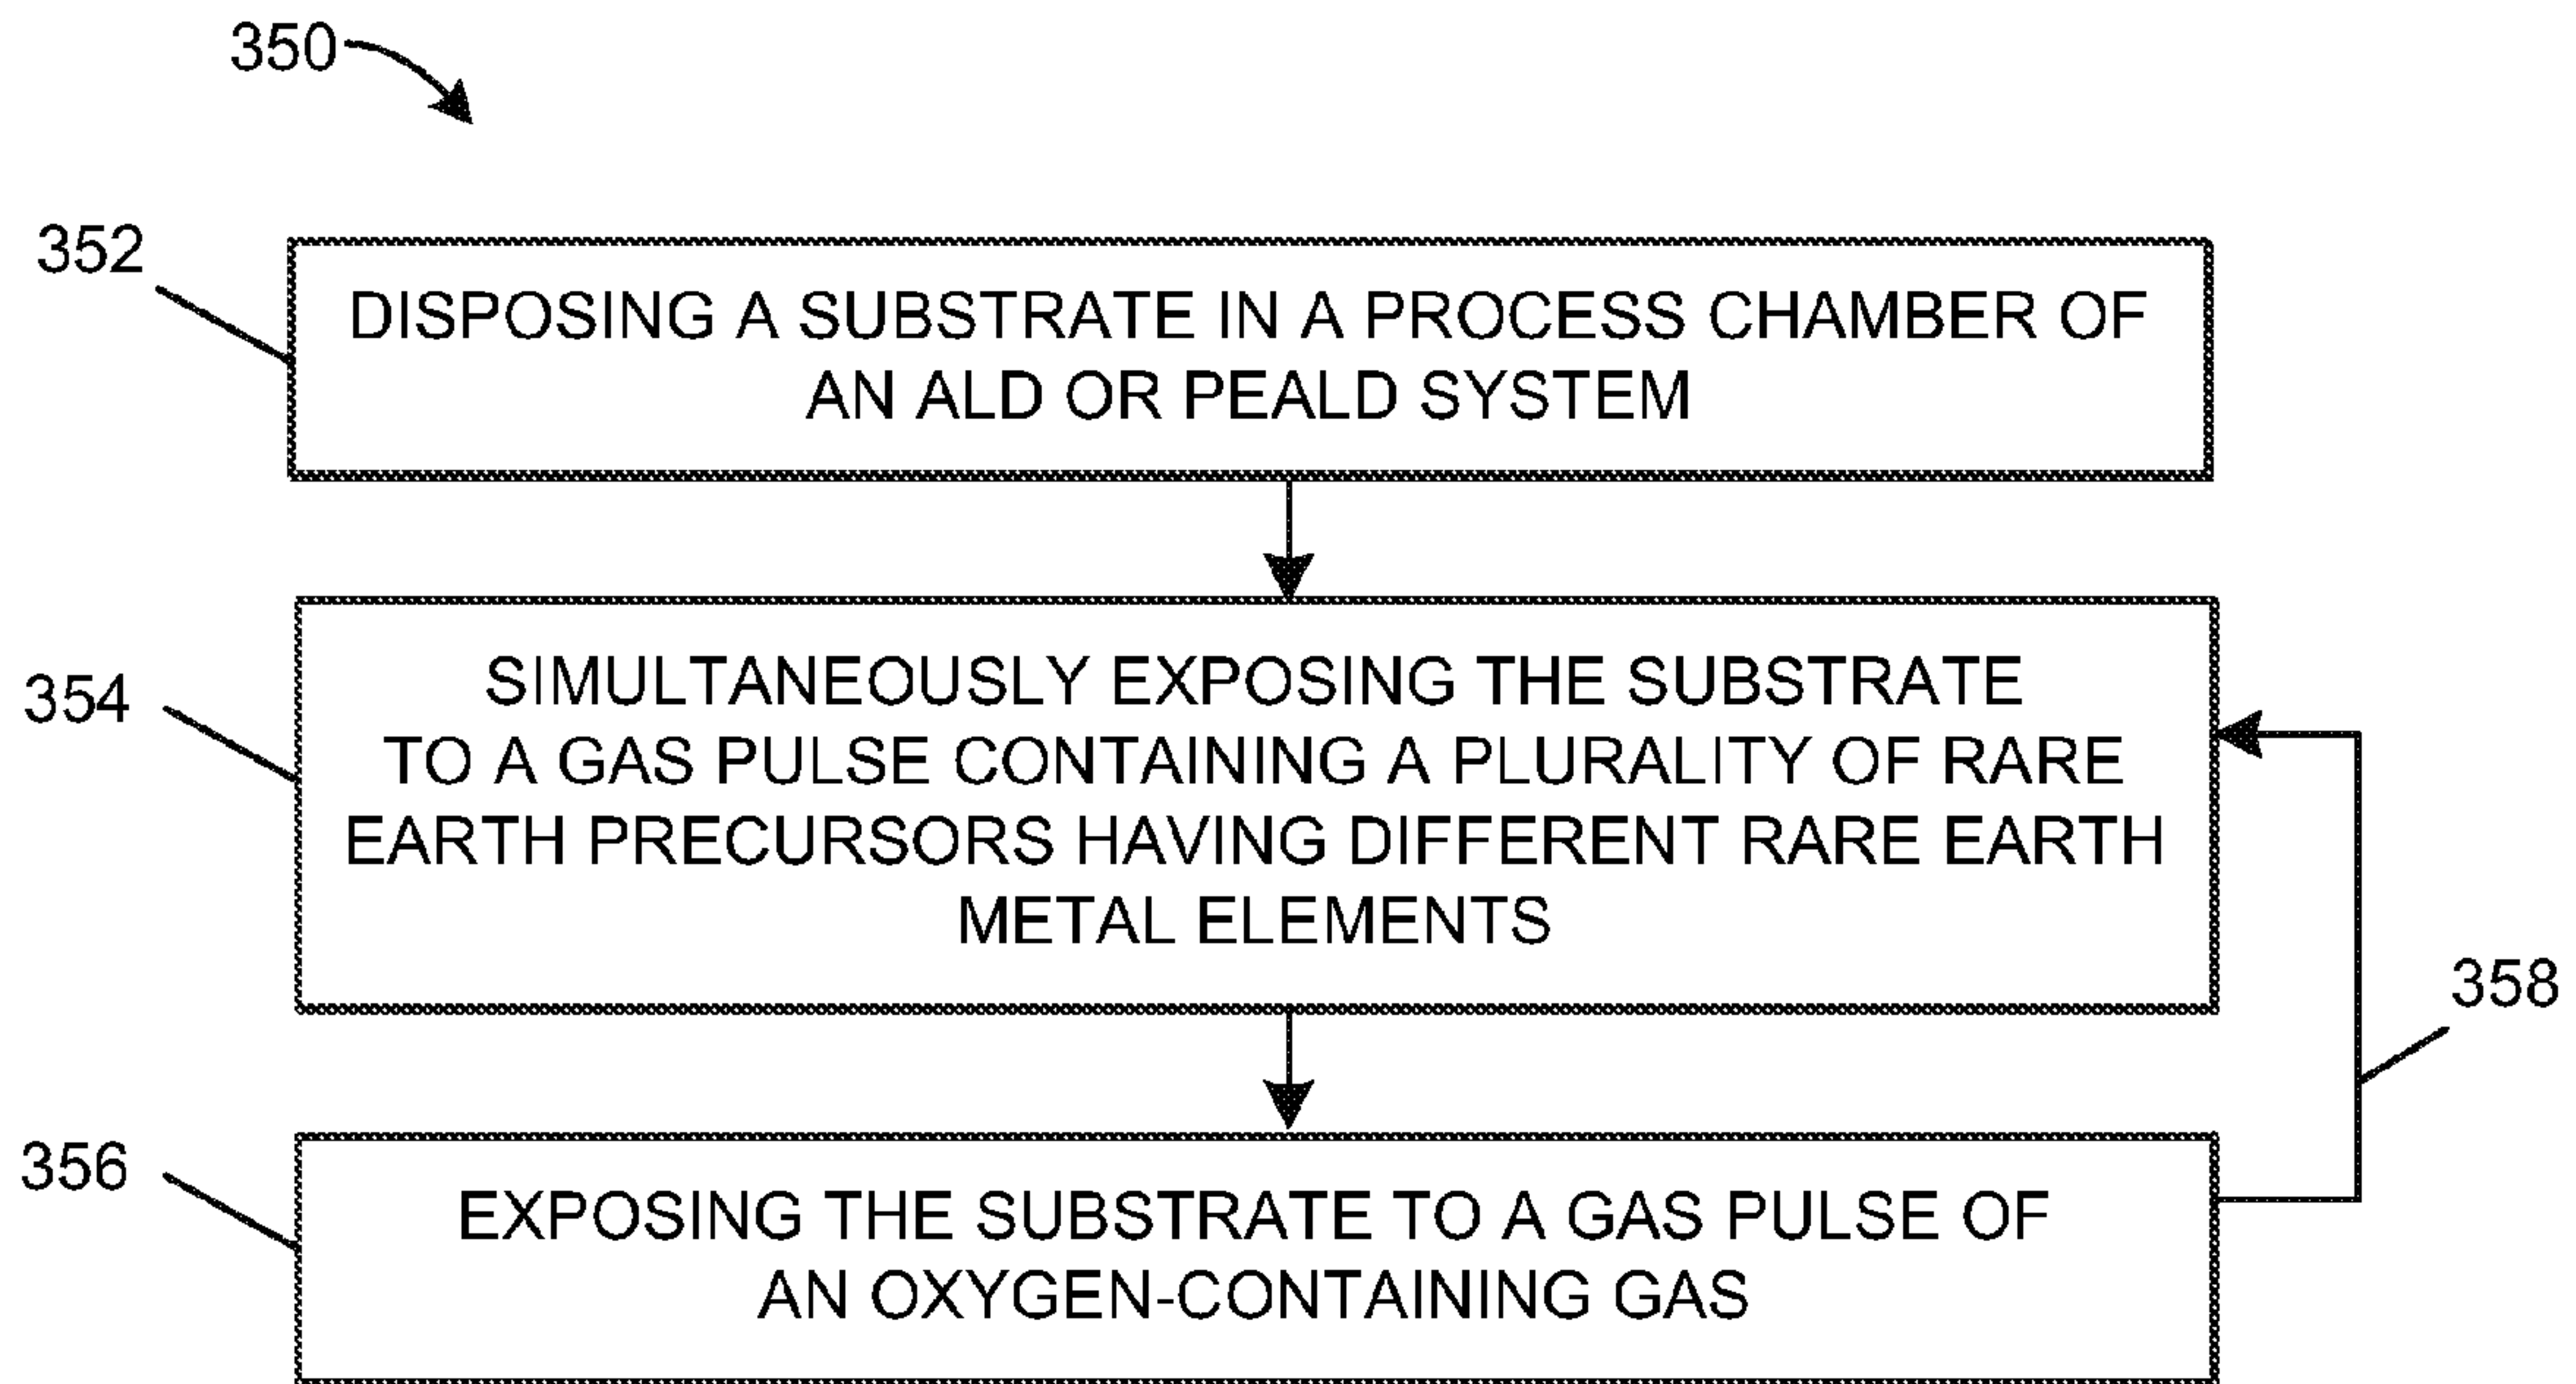 350
352
DISPOSING A SUBSTRATE IN A PROCESS CHAMBER OF
AN ALD OR PEALD SYSTEM
354
SIMULTANEOUSLY EXPOSING THE SUBSTRATE
TO A GAS PULSE CONTAINING A PLURALITY OF RARE
EARTH PRECURSORS HAVING DIFFERENT RARE EARTH
METAL ELEMENTS
358
356
EXPOSING THE SUBSTRATE TO A GAS PULSE OF
AN OXYGEN-CONTAINING GAS